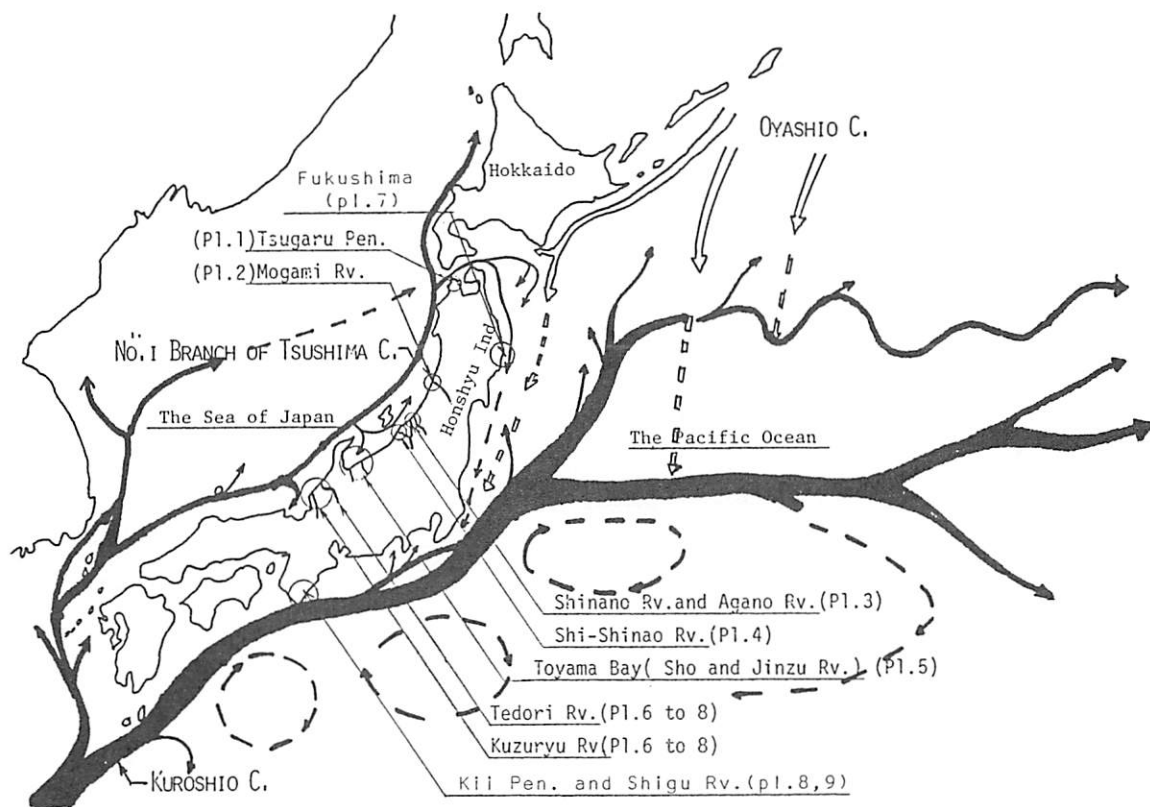 OYASHIO C.
Hokkaido
Fukushima
(pl.7)
(Pl.1)Tsugaru Pen.
(Pl.2)Mogami Rv.
NO.1 BRANCH OF TSUSHIMA C.
Honshyu Ind
The Sea of Japan
The Pacific Ocean
Shinano Rv.and Agano Rv.(Pl.3)
Shi-Shinao Rv.(Pl.4)
Toyama Bay( Sho and Jinzu Rv.) (Pl.5)
Tedori Rv.(Pl.6 to 8)
Kuzuryu Rv(Pl.6 to 8)
KUROSHIO C.
Kii Pen. and Shigu Rv.(pl.8,9)